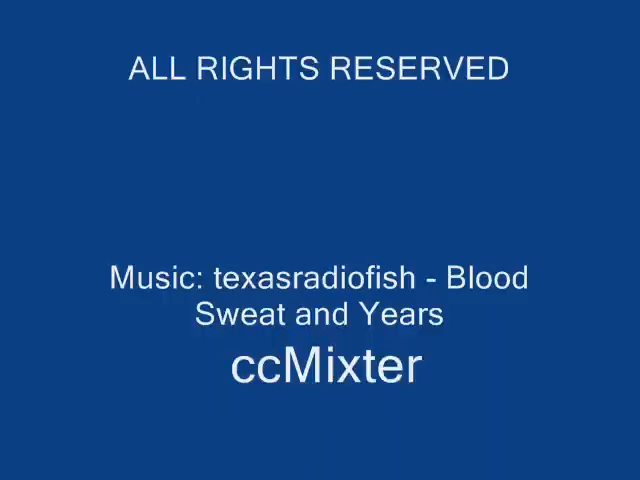 ALL RIGHTS RESERVED
Music: texasradiofish - Blood
Sweat and Years
ccMixter